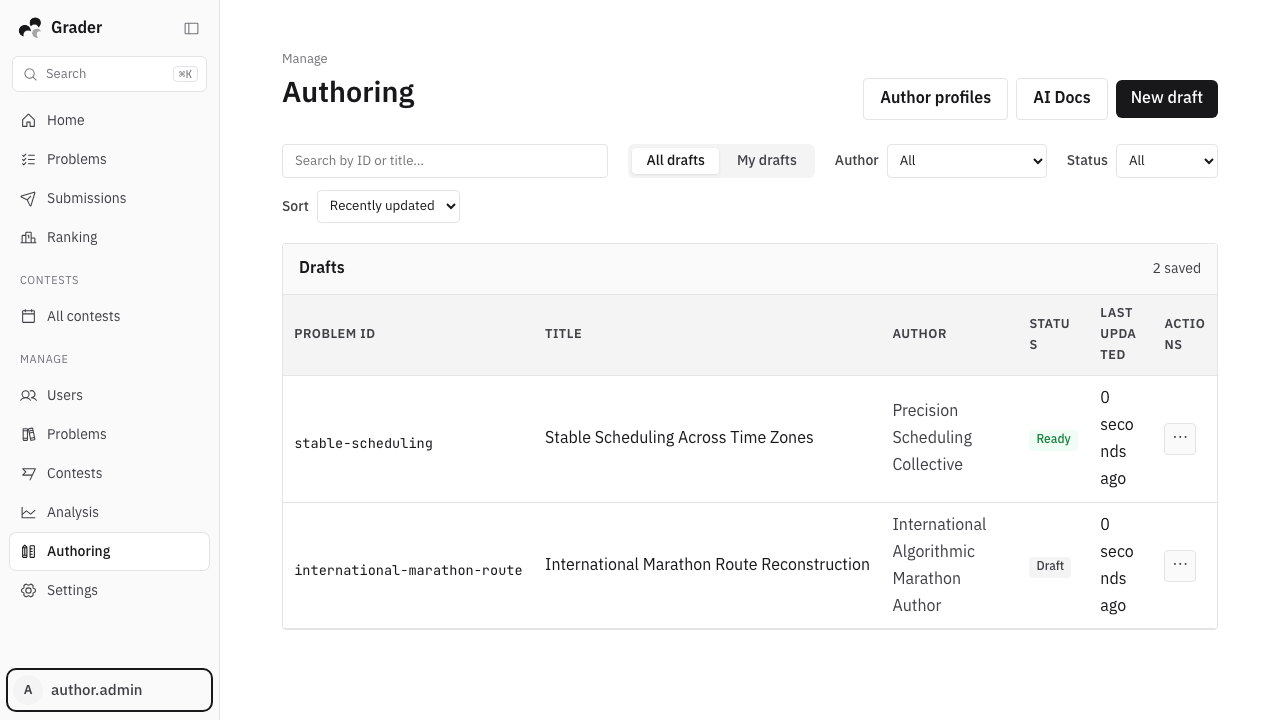 Grader
Search ⌘K
Home
Problems
Submissions
Ranking
CONTESTS
All contests
MANAGE
Users
Problems
Contests
Analysis
Authoring
Settings
A author.admin
Manage
Authoring
Author profiles AI Docs New draft
Search by ID or title... All drafts My drafts Author All Status All
Sort Recently updated
Drafts 2 saved
PROBLEM ID TITLE AUTHOR STATU
S LAST
UPDA
TED ACTIO
NS
stable-scheduling Stable Scheduling Across Time Zones Precision
Scheduling
Collective Ready 0
seco
nds
ago ...
international-marathon-route International Marathon Route Reconstruction International
Algorithmic
Marathon
Author Draft 0
seco
nds
ago ...